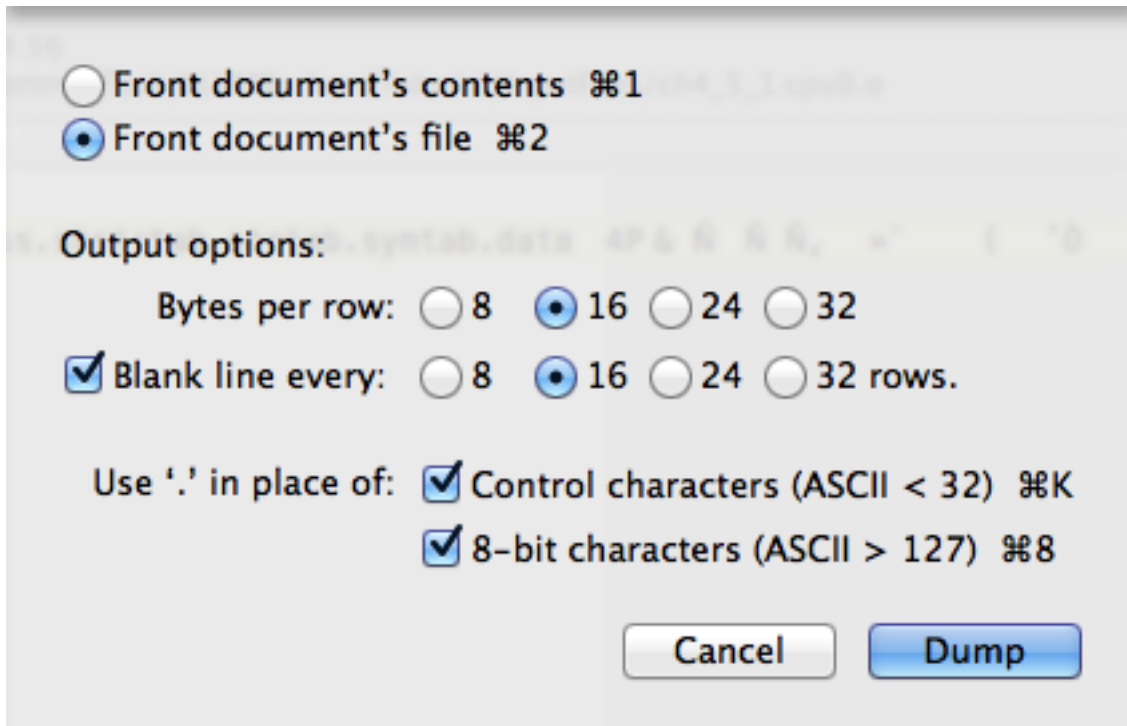 Front document's contents ⌘1
Front document's file ⌘2
Output options:
Bytes per row: 8 16 24 32
Blank line every: 8 16 24 32 rows.
Use ‘.’ in place of: Control characters (ASCII < 32) ⌘K
8-bit characters (ASCII > 127) ⌘8
Cancel Dump